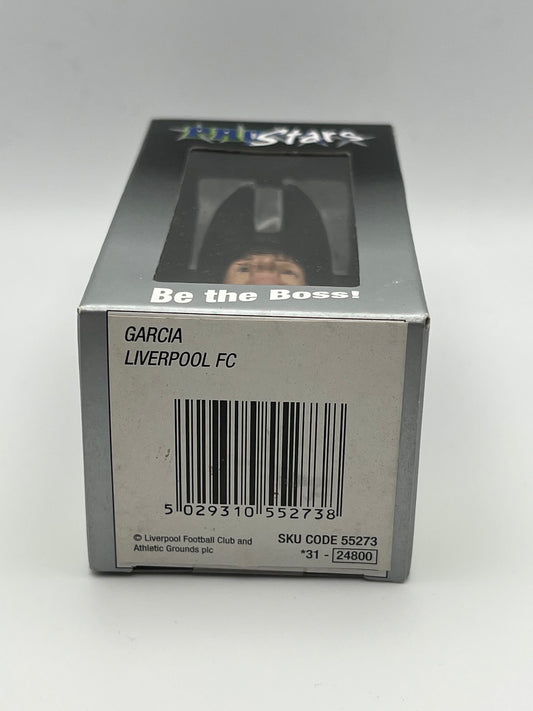 Stars
Be the Boss!
GARCIA
LIVERPOOL FC
5 029310 552738
© Liverpool Football Club and
Athletic Grounds plc
SKU CODE 55273
*31 - 24800